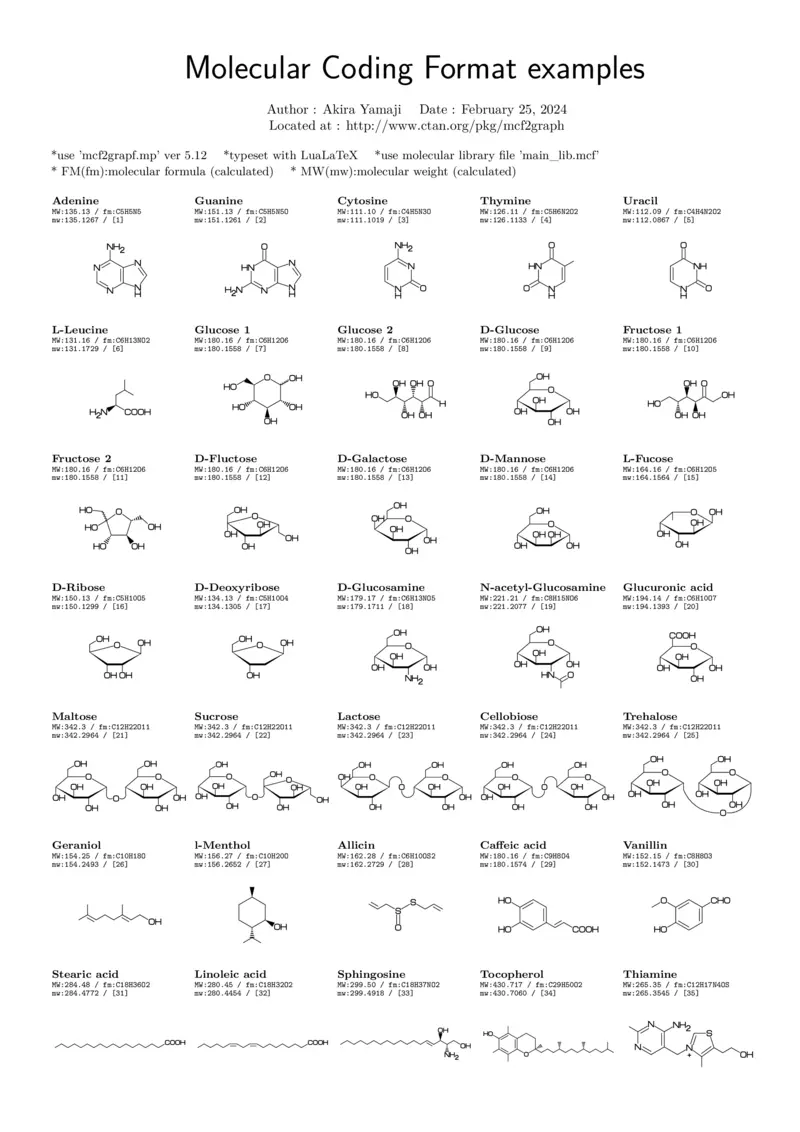 Molecular Coding Format examples
Author : Akira Yamaji Date : February 25, 2024
Located at : http://www.ctan.org/pkg/mcf2graph
*use 'mcf2grapf.mp' ver 5.12 *typeset with LuaLaTeX *use molecular library file 'main_lib.mcf'
* FM(fm):molecular formula (calculated) * MW(mw):molecular weight (calculated)
Adenine Guanine Cytosine Thymine Uracil
MW:135.13 / fm:C5H5N5 MW:151.13 / fm:C5H5N5O MW:111.10 / fm:C4H5N3O MW:126.11 / fm:C5H6N2O2 MW:112.09 / fm:C4H4N2O2
mw:135.1267 / [1] mw:151.1261 / [2] mw:111.1019 / [3] mw:126.1133 / [4] mw:112.0867 / [5]
NH2 O NH2 O O
N N HN N N HN NH
N N H H2N N N H N H O O N H N H O
L-Leucine Glucose 1 Glucose 2 D-Glucose Fructose 1
MW:131.16 / fm:C6H13NO2 MW:180.16 / fm:C6H12O6 MW:180.16 / fm:C6H12O6 MW:180.16 / fm:C6H12O6 MW:180.16 / fm:C6H12O6
mw:131.1729 / [6] mw:180.1558 / [7] mw:180.1558 / [8] mw:180.1558 / [9] mw:180.1558 / [10]
HO O OH OH OH O OH O OH O
HO HO OH HO OH
H2N COOH HO OH OH OH OH H OH OH OH OH OH
Fructose 2 D-Fluctose D-Galactose D-Mannose L-Fucose
MW:180.16 / fm:C6H12O6 MW:180.16 / fm:C6H12O6 MW:180.16 / fm:C6H12O6 MW:180.16 / fm:C6H12O6 MW:164.16 / fm:C6H12O5
mw:180.1558 / [11] mw:180.1558 / [12] mw:180.1558 / [13] mw:180.1558 / [14] mw:164.1564 / [15]
HO O OH O OH OH O OH O O OH
HO OH OH OH OH OH OH OH OH
HO OH OH OH OH OH OH OH OH OH
D-Ribose D-Deoxyribose D-Glucosamine N-acetyl-Glucosamine Glucuronic acid
MW:150.13 / fm:C5H10O5 MW:134.13 / fm:C5H10O4 MW:179.17 / fm:C6H13NO5 MW:221.21 / fm:C8H15NO6 MW:194.14 / fm:C6H10O7
mw:150.1299 / [16] mw:134.1305 / [17] mw:179.1711 / [18] mw:221.2077 / [19] mw:194.1393 / [20]
OH O OH OH O OH OH O OH O COOH O
OH OH OH
OH OH OH OH OH NH2 OH OH HN O OH OH OH
Maltose Sucrose Lactose Cellobiose Trehalose
MW:342.3 / fm:C12H22O11 MW:342.3 / fm:C12H22O11 MW:342.3 / fm:C12H22O11 MW:342.3 / fm:C12H22O11 MW:342.3 / fm:C12H22O11
mw:342.2964 / [21] mw:342.2964 / [22] mw:342.2964 / [23] mw:342.2964 / [24] mw:342.2964 / [25]
OH OH OH OH OH OH OH OH OH OH
O O O O OH O O O O O O O O
OH OH OH OH OH OH OH OH OH OH
OH OH O OH OH OH OH O OH OH OH OH OH OH OH OH OH OH OH OH OH O
Geraniol l-Menthol Allicin Caffeic acid Vanillin
MW:154.25 / fm:C10H18O MW:156.27 / fm:C10H20O MW:162.28 / fm:C6H10OS2 MW:180.16 / fm:C9H8O4 MW:152.15 / fm:C8H8O3
mw:154.2493 / [26] mw:156.2652 / [27] mw:162.2729 / [28] mw:180.1574 / [29] mw:152.1473 / [30]
S S HO O CHO
OH OH O HO COOH HO
Stearic acid Linoleic acid Sphingosine Tocopherol Thiamine
MW:284.48 / fm:C18H36O2 MW:280.45 / fm:C18H32O2 MW:299.50 / fm:C18H37NO2 MW:430.717 / fm:C29H50O2 MW:265.35 / fm:C12H17N4OS
mw:284.4772 / [31] mw:280.4454 / [32] mw:299.4918 / [33] mw:430.7060 / [34] mw:265.3545 / [35]
OH HO N NH2 S
COOH COOH OH NH2 O N N + OH